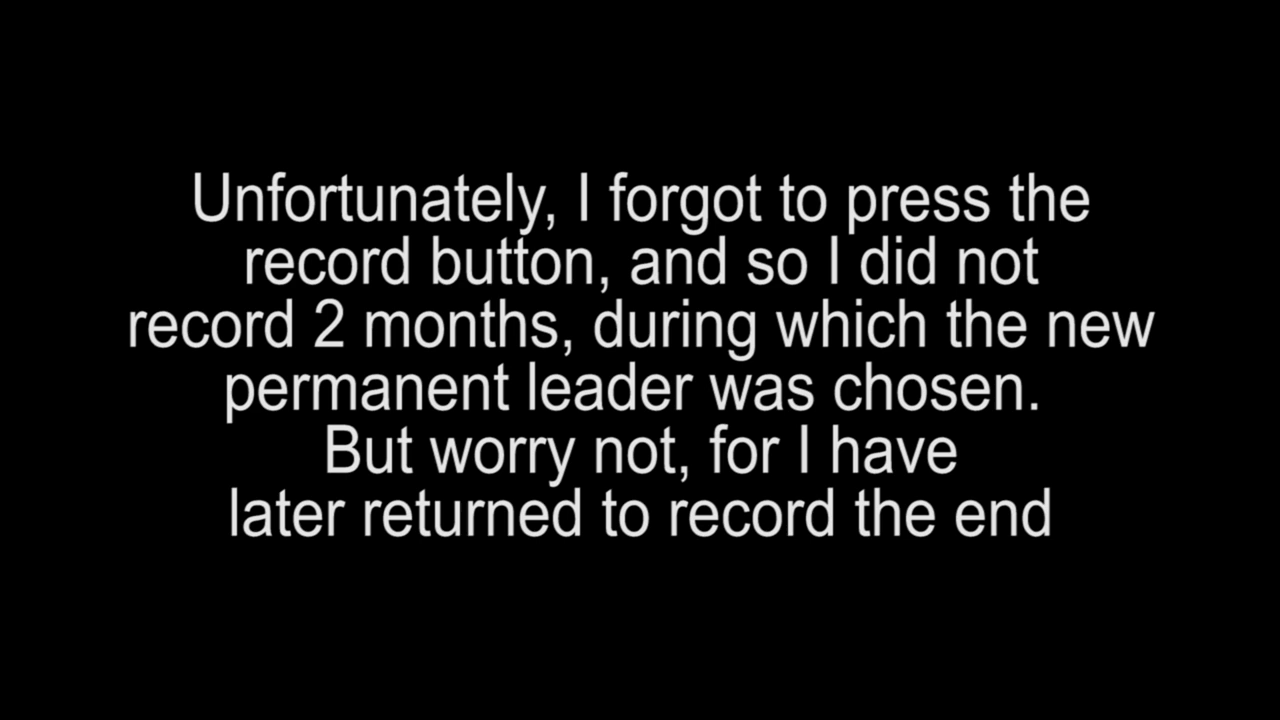 Unfortunately, I forgot to press the
record button, and so I did not
record 2 months, during which the new
permanent leader was chosen.
But worry not, for I have
later returned to record the end